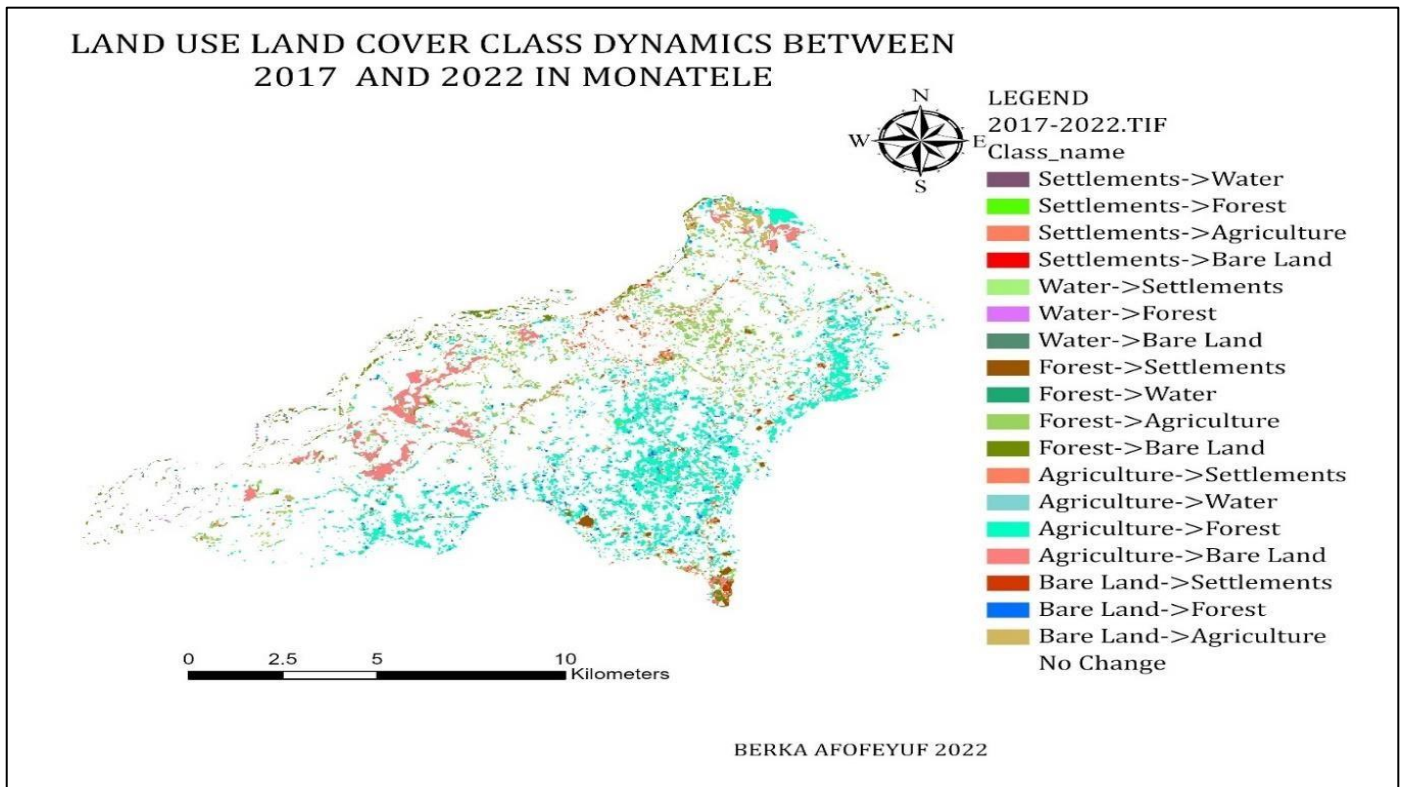 LAND USE LAND COVER CLASS DYNAMICS BETWEEN
2017 AND 2022 IN MONATELE
N
W E
S
LEGEND
2017-2022.TIF
Class_name
Settlements->Water
Settlements->Forest
Settlements->Agriculture
Settlements->Bare Land
Water->Settlements
Water->Forest
Water->Bare Land
Forest->Settlements
Forest->Water
Forest->Agriculture
Forest->Bare Land
Agriculture->Settlements
Agriculture->Water
Agriculture->Forest
Agriculture->Bare Land
Bare Land->Settlements
Bare Land->Forest
Bare Land->Agriculture
No Change
0 2.5 5 10
Kilometers
BERKA AFOFEYUF 2022